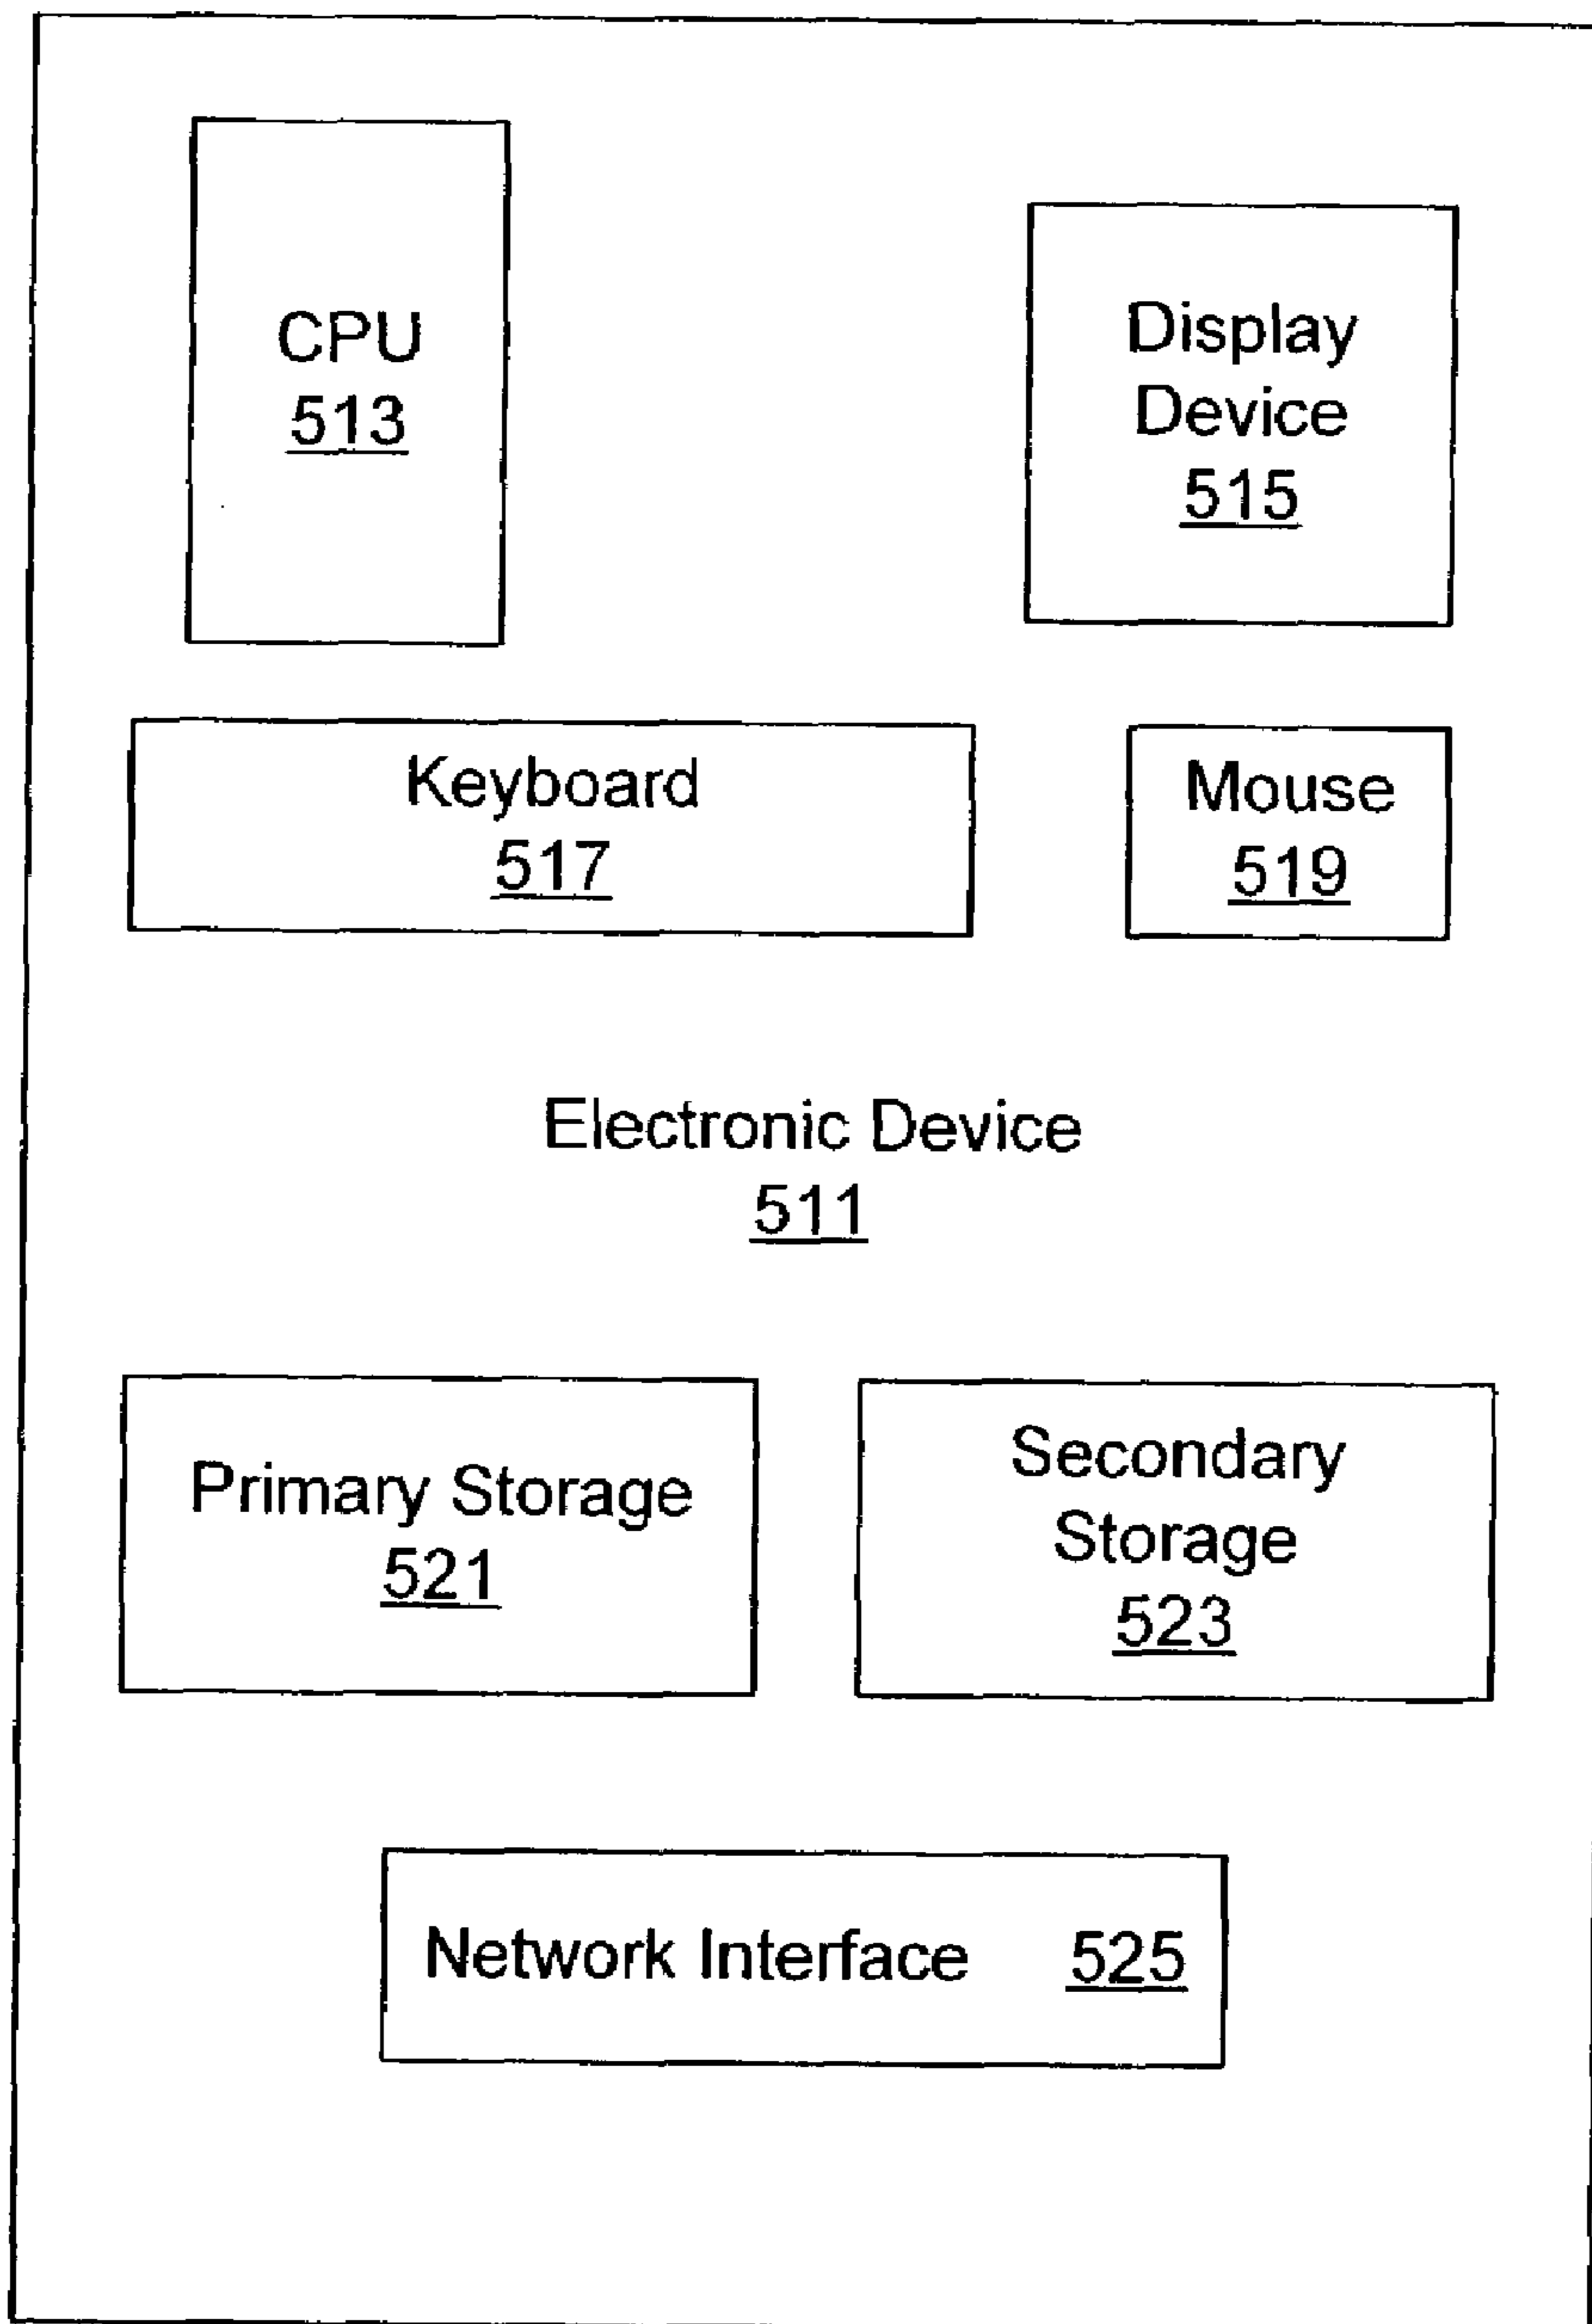 CPU
513
Display
Device
515
Keyboard
517
Mouse
519
Electronic Device
511
Primary Storage
521
Secondary
Storage
523
Network Interface 525